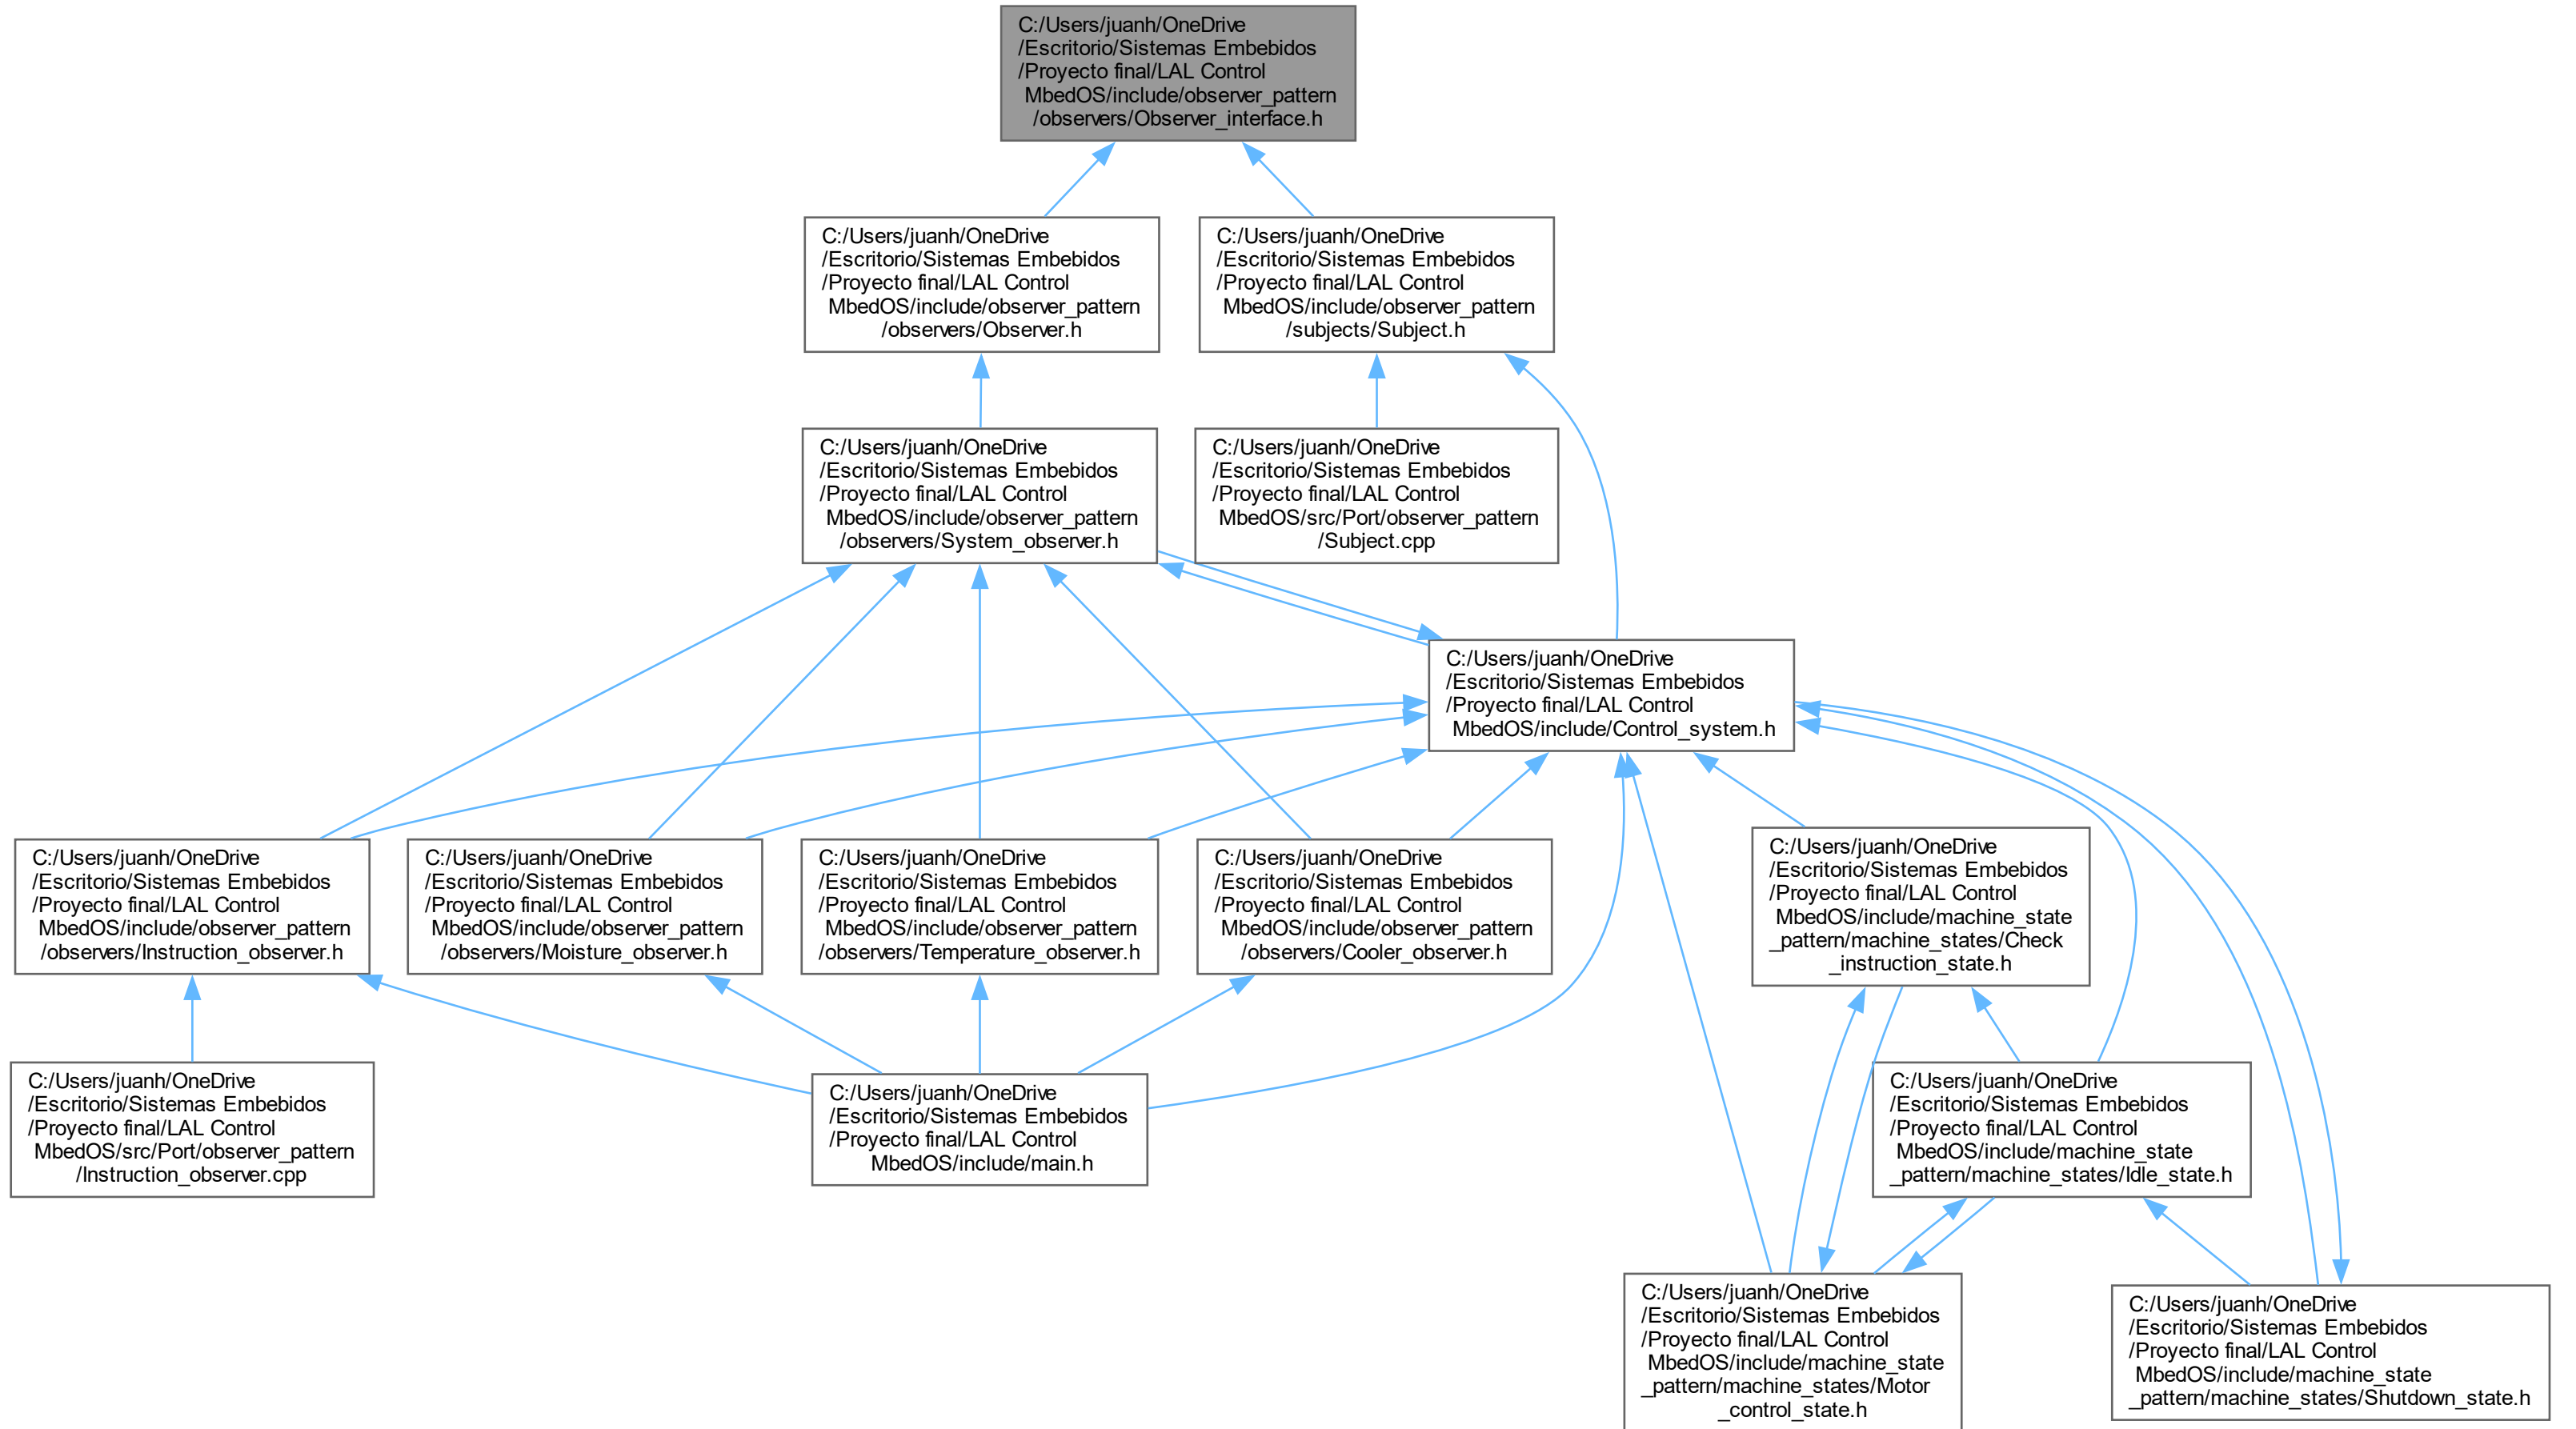 C:/Users/juanh/OneDrive
/Escritorio/Sistemas Embebidos
/Proyecto final/LAL Control
MbedOS/include/observer_pattern
/observers/Observer_interface.h
C:/Users/juanh/OneDrive
/Escritorio/Sistemas Embebidos
/Proyecto final/LAL Control
MbedOS/include/observer_pattern
/observers/Observer.h
C:/Users/juanh/OneDrive
/Escritorio/Sistemas Embebidos
/Proyecto final/LAL Control
MbedOS/include/observer_pattern
/subjects/Subject.h
C:/Users/juanh/OneDrive
/Escritorio/Sistemas Embebidos
/Proyecto final/LAL Control
MbedOS/include/observer_pattern
/observers/System_observer.h
C:/Users/juanh/OneDrive
/Escritorio/Sistemas Embebidos
/Proyecto final/LAL Control
MbedOS/src/Port/observer_pattern
/Subject.cpp
C:/Users/juanh/OneDrive
/Escritorio/Sistemas Embebidos
/Proyecto final/LAL Control
MbedOS/include/Control_system.h
C:/Users/juanh/OneDrive
/Escritorio/Sistemas Embebidos
/Proyecto final/LAL Control
MbedOS/include/observer_pattern
/observers/Instruction_observer.h
C:/Users/juanh/OneDrive
/Escritorio/Sistemas Embebidos
/Proyecto final/LAL Control
MbedOS/include/observer_pattern
/observers/Moisture_observer.h
C:/Users/juanh/OneDrive
/Escritorio/Sistemas Embebidos
/Proyecto final/LAL Control
MbedOS/include/observer_pattern
/observers/Temperature_observer.h
C:/Users/juanh/OneDrive
/Escritorio/Sistemas Embebidos
/Proyecto final/LAL Control
MbedOS/include/observer_pattern
/observers/Cooler_observer.h
C:/Users/juanh/OneDrive
/Escritorio/Sistemas Embebidos
/Proyecto final/LAL Control
MbedOS/include/machine_state
_pattern/machine_states/Check
_instruction_state.h
C:/Users/juanh/OneDrive
/Escritorio/Sistemas Embebidos
/Proyecto final/LAL Control
MbedOS/src/Port/observer_pattern
/Instruction_observer.cpp
C:/Users/juanh/OneDrive
/Escritorio/Sistemas Embebidos
/Proyecto final/LAL Control
MbedOS/include/main.h
C:/Users/juanh/OneDrive
/Escritorio/Sistemas Embebidos
/Proyecto final/LAL Control
MbedOS/include/machine_state
_pattern/machine_states/Idle_state.h
C:/Users/juanh/OneDrive
/Escritorio/Sistemas Embebidos
/Proyecto final/LAL Control
MbedOS/include/machine_state
_pattern/machine_states/Motor
_control_state.h
C:/Users/juanh/OneDrive
/Escritorio/Sistemas Embebidos
/Proyecto final/LAL Control
MbedOS/include/machine_state
_pattern/machine_states/Shutdown_state.h